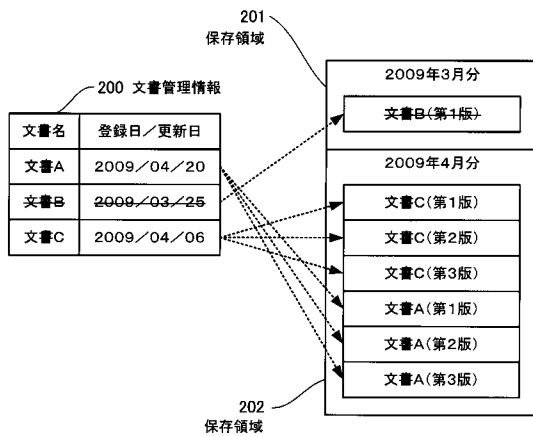 201
保存領域
2009年3月分
文書B(第1版)
200 文書管理情報
文書名 登録日/更新日
文書A 2009/04/20
文書B 2009/03/25
文書C 2009/04/06
2009年4月分
文書C(第1版)
文書C(第2版)
文書C(第3版)
文書A(第1版)
文書A(第2版)
文書A(第3版)
202
保存領域